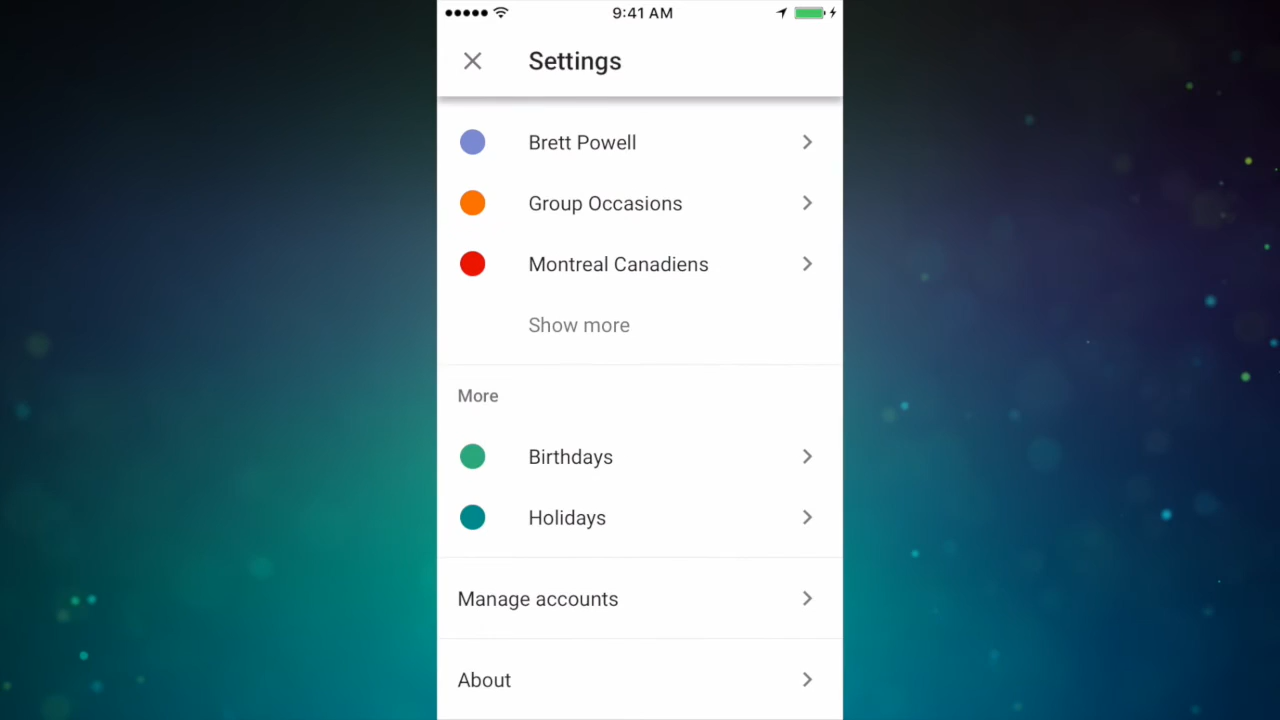 9:41 AM
Settings
Brett Powell
Group Occasions
Montreal Canadiens
Show more
More
Birthdays
Holidays
Manage accounts
About